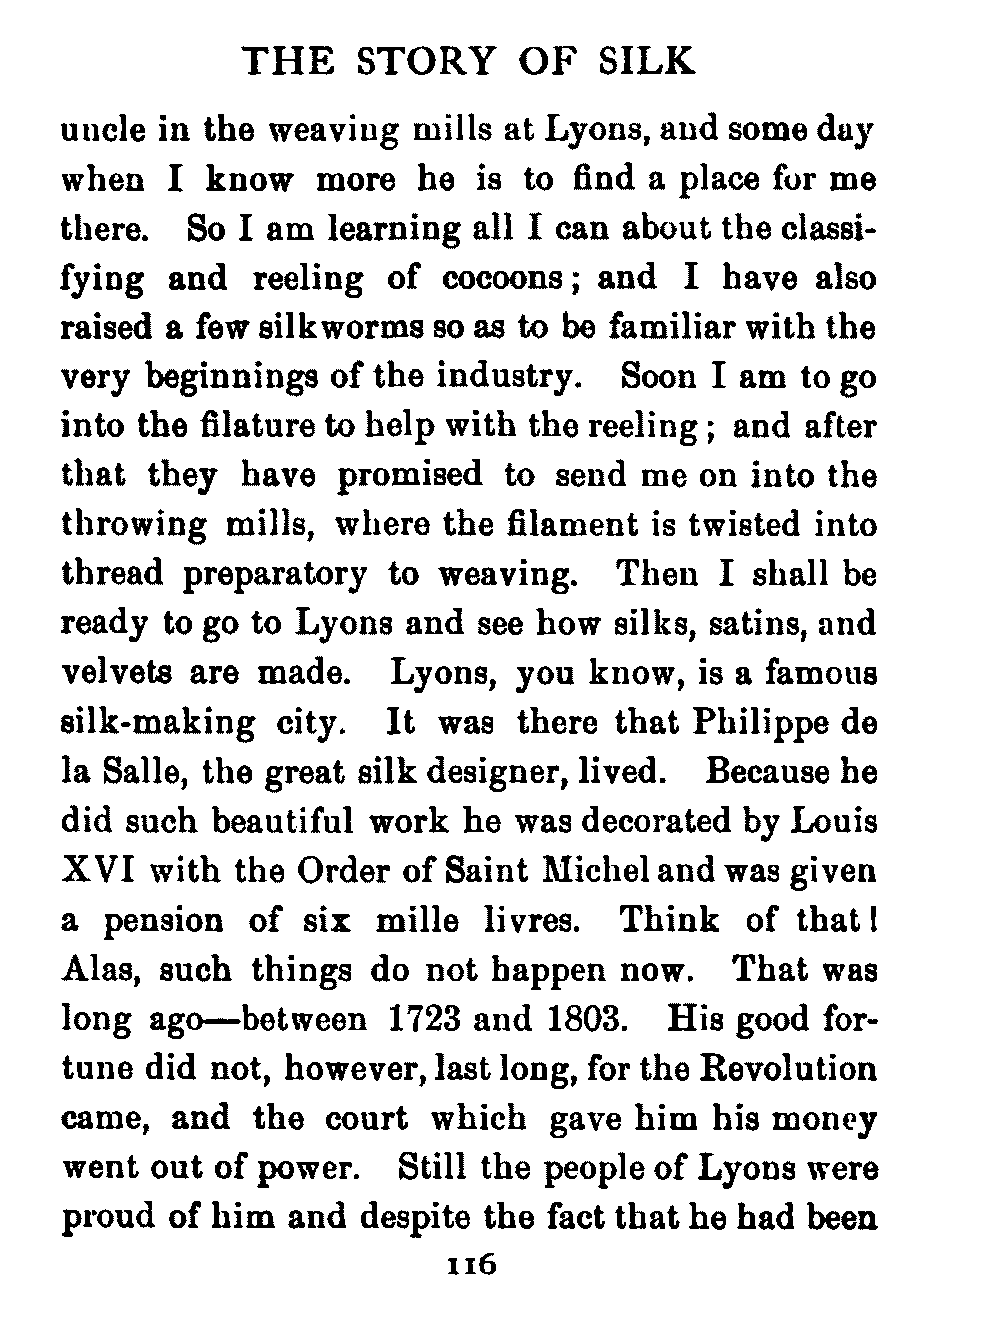 THE STORY OF SILK
uncle in the weaving mills at Lyons, and some day
when I know more he is to find a place for me
there. So I am learning all I can about the classi-
fying and reeling of cocoons; and I have also
raised a few silkworms so as to be familiar with the
very beginnings of the industry. Soon I am to go
into the filature to help with the reeling; and after
that they have promised to send me on into the
throwing mills, where the filament is twisted into
thread preparatory to weaving. Then I shall be
ready to go to Lyons and see how silks, satins, and
velvets are made. Lyons, you know, is a famous
silk-making city. It was there that Philippe de
la Salle, the great silk designer, lived. Because he
did such beautiful work he was decorated by Louis
XVI with the Order of Saint Michel and was given
a pension of six mille livres. Think of that!
Alas, such things do not happen now. That was
long ago—between 1723 and 1803. His good for-
tune did not, however, last long, for the Revolution
came, and the court which gave him his money
went out of power. Still the people of Lyons were
proud of him and despite the fact that he had been
116